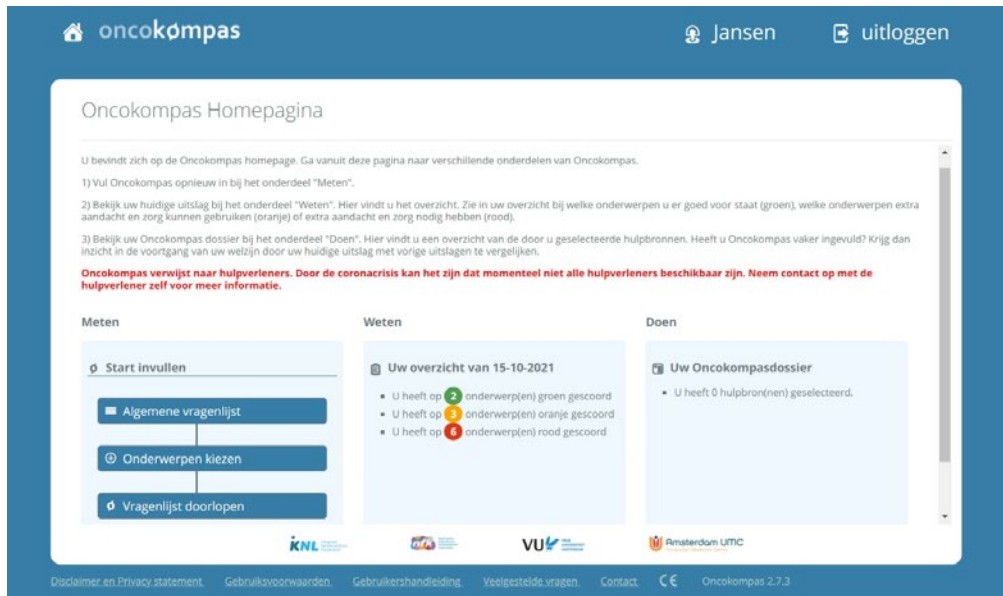 oncokompas
Jansen
uitloggen
Oncokompas Homepagina
U bevindt zich op de Oncokompas homepage. Ga vanuit deze pagina naar verschillende onderdelen van Oncokompas.
1) Vul Oncokompas opnieuw in bij het onderdeel "Meten".
2) Bekijk uw huidige uitslag bij het onderdeel "Weten". Hier vindt u het overzicht. Zie in uw overzicht bij welke onderwerpen u er goed voor staat (groen), welke onderwerpen extra
aandacht en zorg kunnen gebruiken (oranje) of extra aandacht en zorg nodig hebben (rood).
3) Bekijk uw Oncokompas dossier bij het onderdeel "Doen". Hier vindt u een overzicht van de door u geselecteerde hulpbronnen. Heeft u Oncokompas vaker ingevuld? Krijg dan
inzicht in de voortgang van uw welzijn door uw huidige uitslag met vorige uitslagen te vergelijken.
Oncokompas verwijst naar hulpverleners. Door de coronacrisis kan het zijn dat momenteel niet alle hulpverleners beschikbaar zijn. Neem contact op met de
hulpverlener zelf voor meer informatie.
Meten
Start invullen
Algemene vragenlijst
Onderwerpen kiezen
Vragenlijst doorlopen
Weten
Uw overzicht van 15-10-2021
U heeft op 2 onderwerp(en) groen gescoord
U heeft op 3 onderwerp(en) oranje gescoord
U heeft op 6 onderwerp(en) rood gescoord
Doen
Uw Oncokompasdossier
U heeft 0 hulpbron(nen) geselecteerd.
IKNL
nfk
VU
Amsterdam UMC
Disclaimer en Privacy statement Gebruiksvoorwaarden Gebruikershandleiding Veelgestelde vragen Contact CE Oncokompas 2.7.3